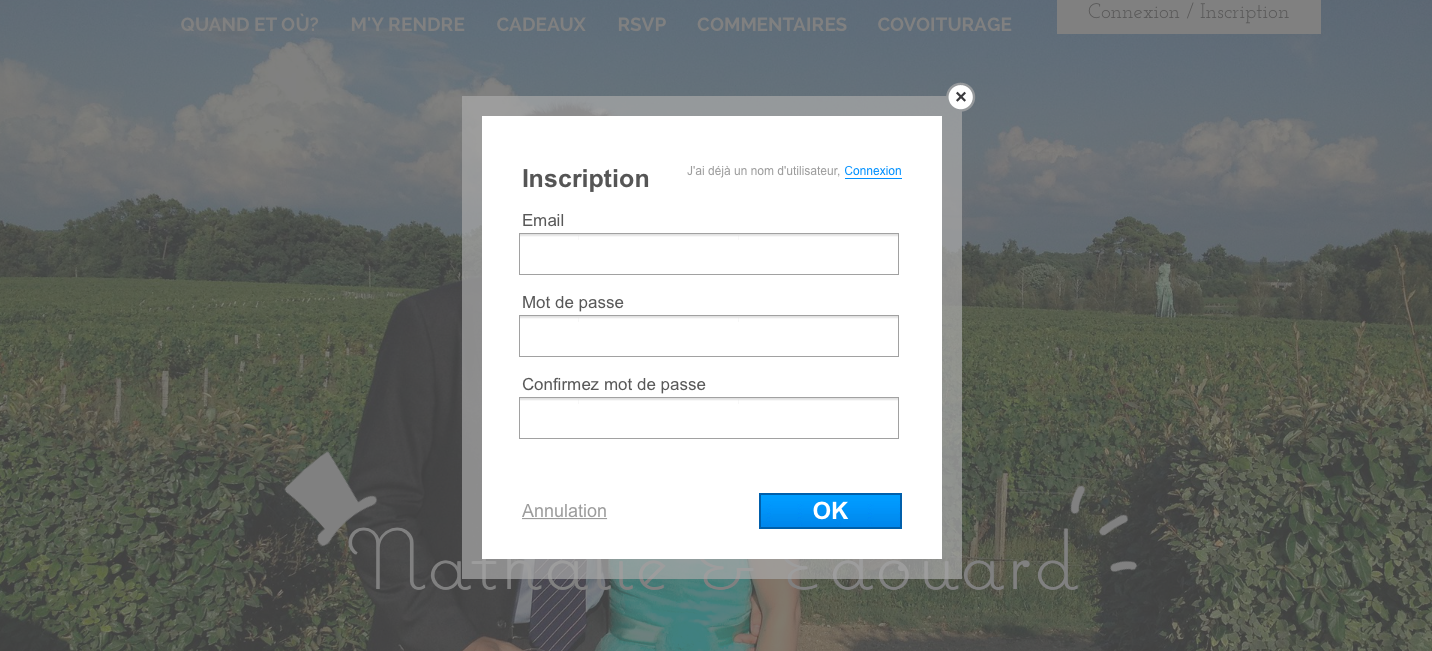 QUAND ET OÙ? M'Y RENDRE CADEAUX RSVP COMMENTAIRES COVOITURAGE
Connexion / Inscription
Inscription
J'ai déjà un nom d'utilisateur, Connexion
Email
Mot de passe
Confirmez mot de passe
Annulation
OK
Nathalie & Edouard